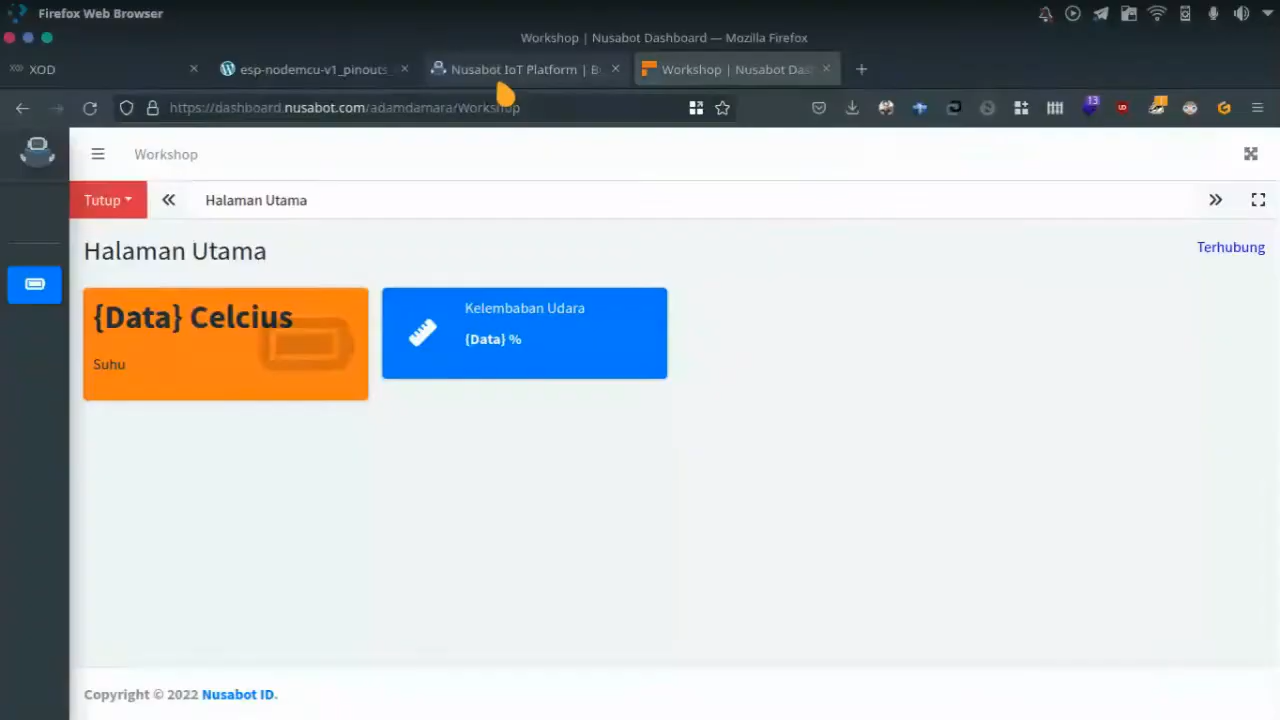 Firefox Web Browser
Workshop | Nusabot Dashboard — Mozilla Firefox
XOD
esp-nodemcu-v1_pinouts
Nusabot IoT Platform | B
Workshop | Nusabot Das
https://dashboard.nusabot.com/adamdamara/Workshop
13
Workshop
Tutup
Halaman Utama
Halaman Utama
Terhubung
{Data} Celcius
Suhu
Kelembaban Udara
{Data} %
Copyright © 2022 Nusabot ID.